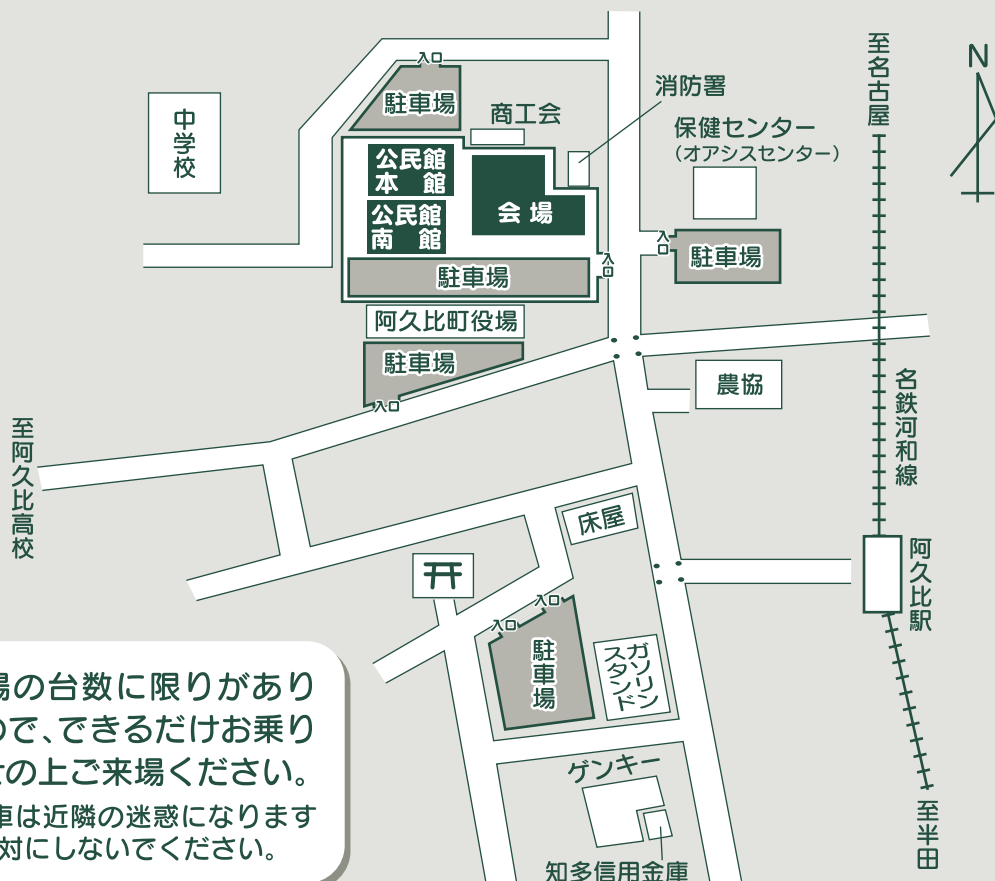 入口
駐車場
中学校
商工会
消防署
保健センター
（オアシスセンター）
至名古屋
N
公民館
本　館
公民館
南　館
会場
駐車場
入口
入口
駐車場
阿久比町役場
駐車場
入口
農協
名鉄河和線
至阿久比高校
床屋
阿久比駅
入口
入口
駐車場
ガソリン
スタンド
ゲンキー
知多信用金庫
至半田
場の台数に限りがあり
ので、できるだけお乗り
の上ご来場ください。
車は近隣の迷惑になります
対にしないでください。